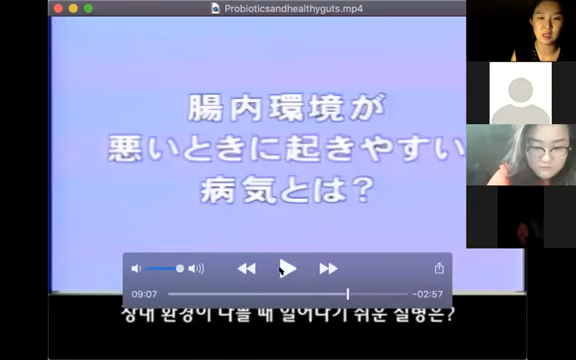 Probioticsandhealthyguts.mp4
腸内環境が
悪いときに起きやすい
病気とは?
09:07
-02:57
장내 환경이 나쁠 때 일어나기 쉬운 질병은?